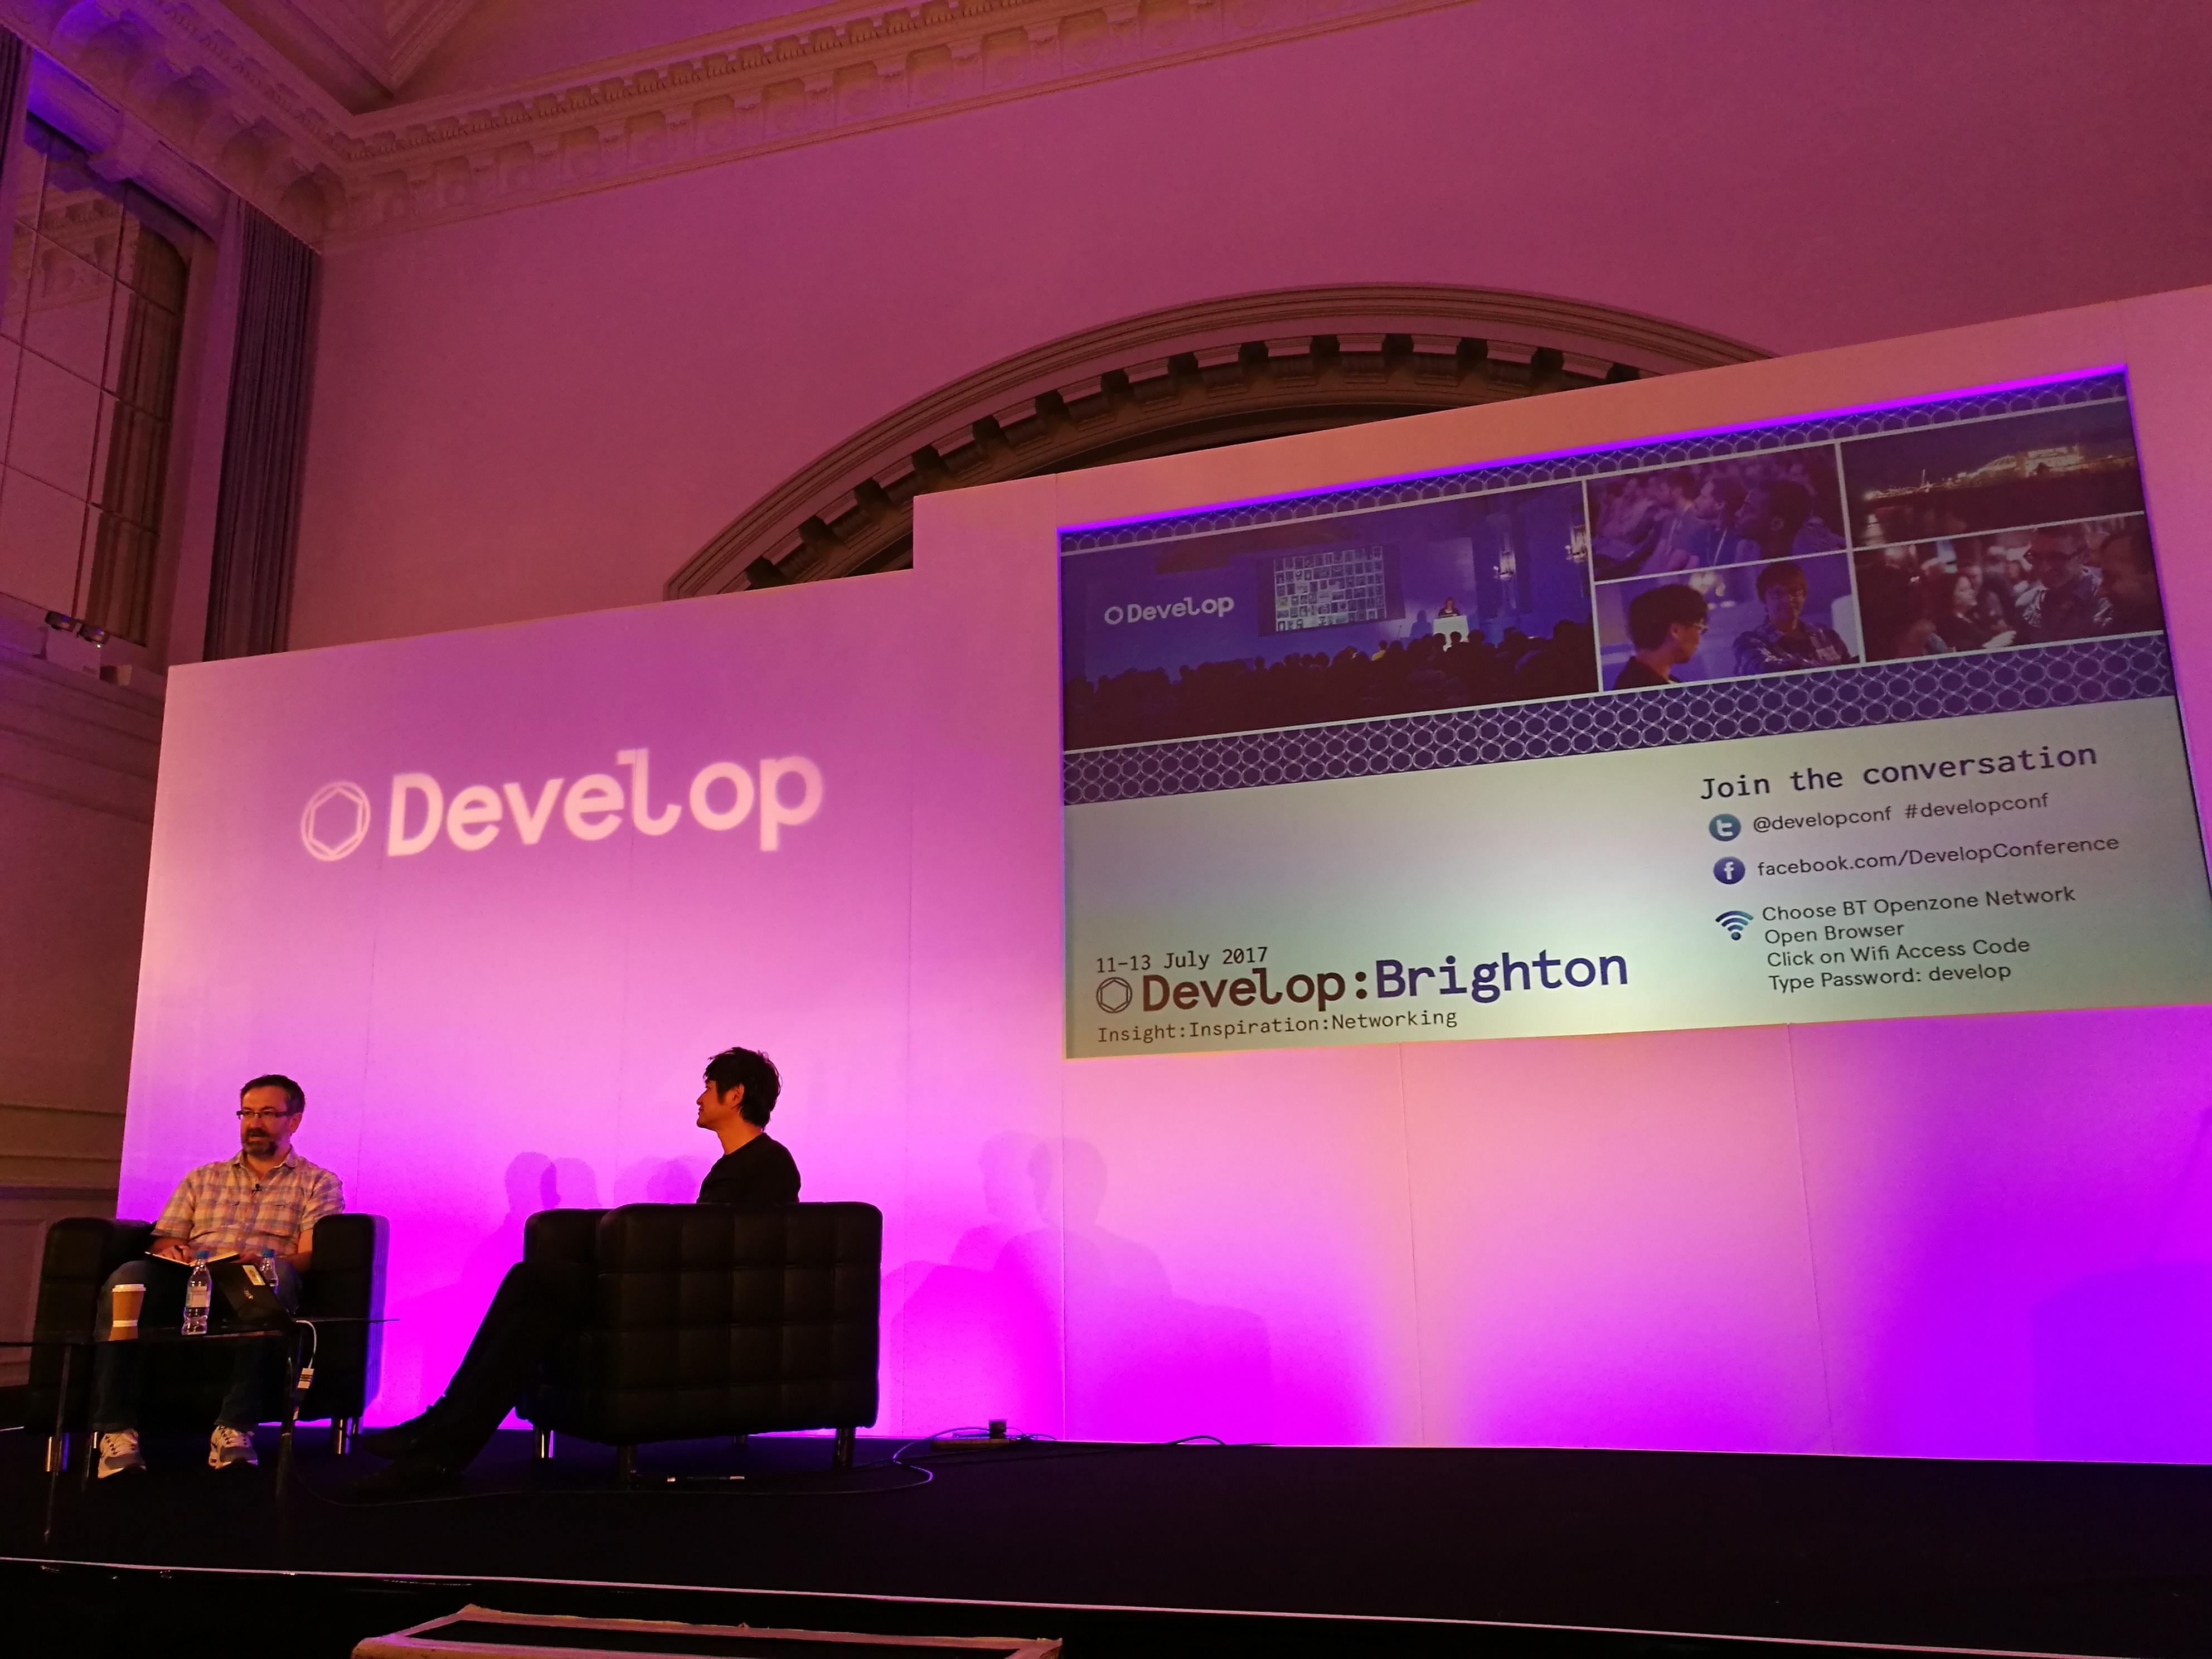 Develop
Develop
Join the conversation
@developconf #developconf
facebook.com/DevelopConference
Choose BT Openzone Network
Open Browser
Click on Wifi Access Code
Type Password: develop
11-13 July 2017
Develop:Brighton
Insight:Inspiration:Networking